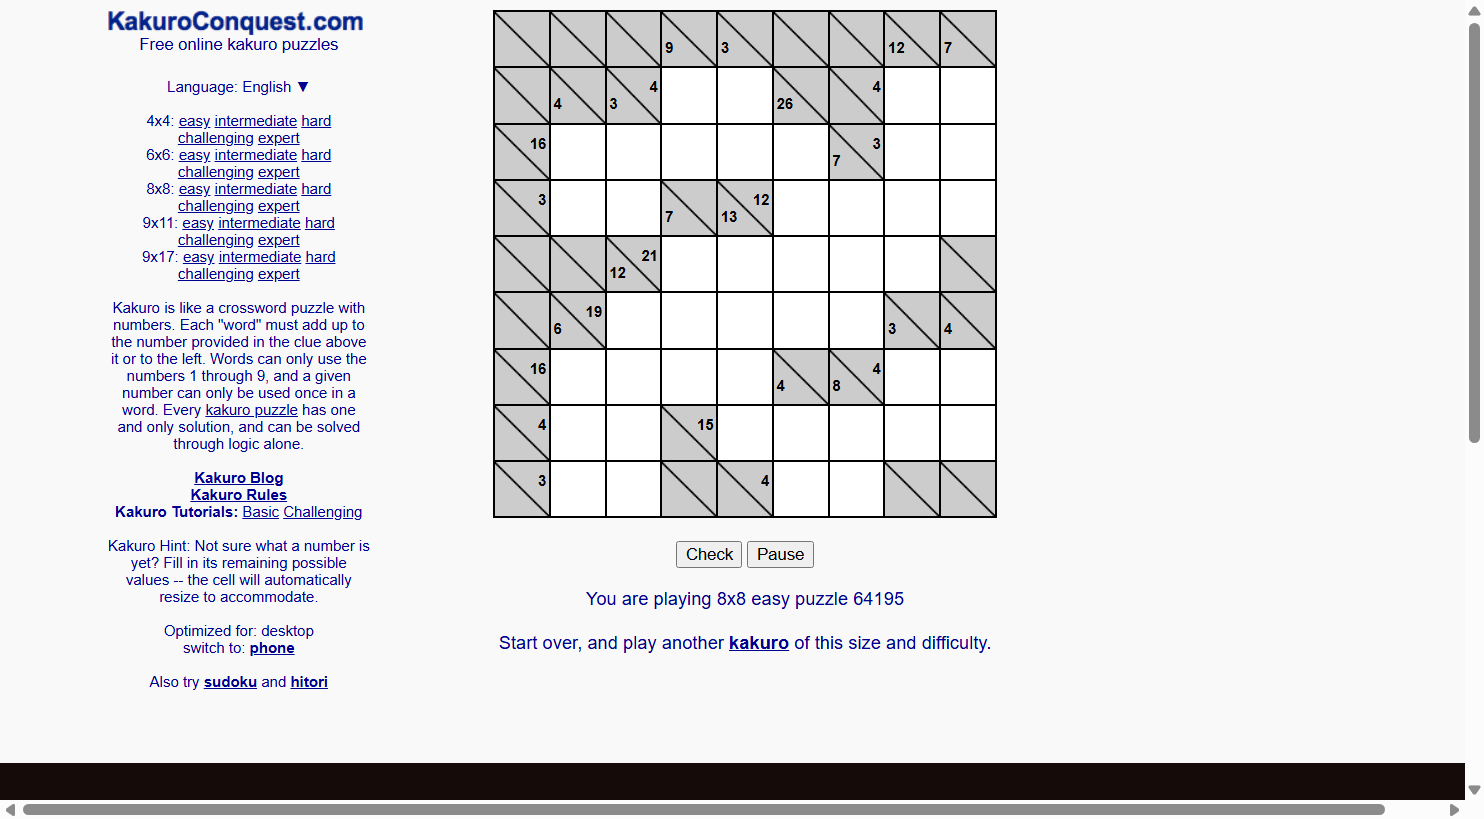 KakuroConquest.com
Free online kakuro puzzles
Language: English ▼
4x4: easy intermediate hard
challenging expert
6x6: easy intermediate hard
challenging expert
8x8: easy intermediate hard
challenging expert
9x11: easy intermediate hard
challenging expert
9x17: easy intermediate hard
challenging expert
Kakuro is like a crossword puzzle with
numbers. Each "word" must add up to
the number provided in the clue above
it or to the left. Words can only use the
numbers 1 through 9, and a given
number can only be used once in a
word. Every kakuro puzzle has one
and only solution, and can be solved
through logic alone.
Kakuro Blog
Kakuro Rules
Kakuro Tutorials: Basic Challenging
Kakuro Hint: Not sure what a number is
yet? Fill in its remaining possible
values -- the cell will automatically
resize to accommodate.
Optimized for: desktop
switch to: phone
Also try sudoku and hitori
9 3 12 7
4 3 4 26 4
16 7 3
3 7 13 12
12 21
6 19 3 4
16 4 8 4
4 15
3 4
Check Pause
You are playing 8x8 easy puzzle 64195
Start over, and play another kakuro of this size and difficulty.